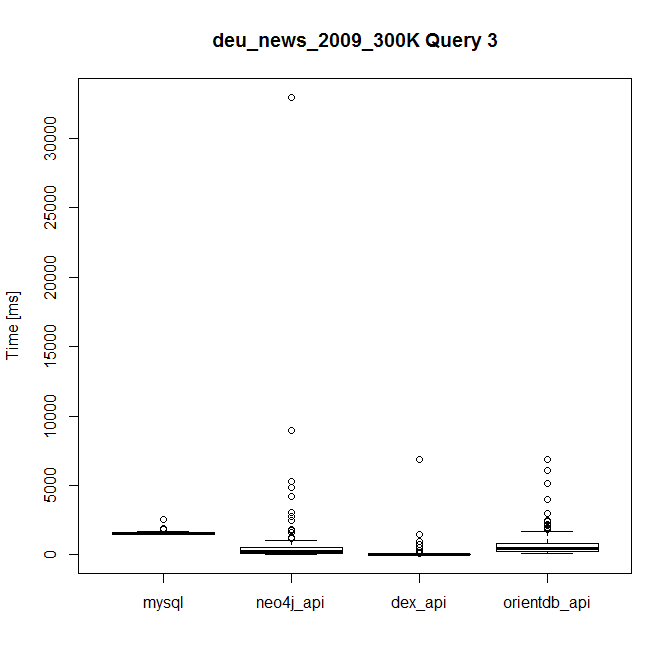 deu_news_2009_300K Query 3
Time [ms]
30000
25000
20000
15000
10000
5000
0
mysql
neo4j_api
dex_api
orientdb_api